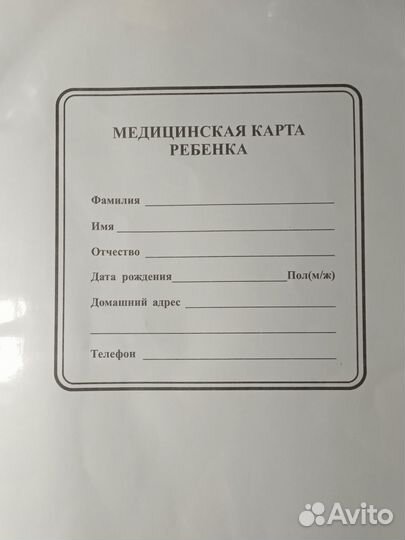 МЕДИЦИНСКАЯ КАРТА
РЕБЕНКА
Фамилия
Имя
Отчество
Дата рождения Пол(м/ж)
Домашний адрес
Телефон
Avito